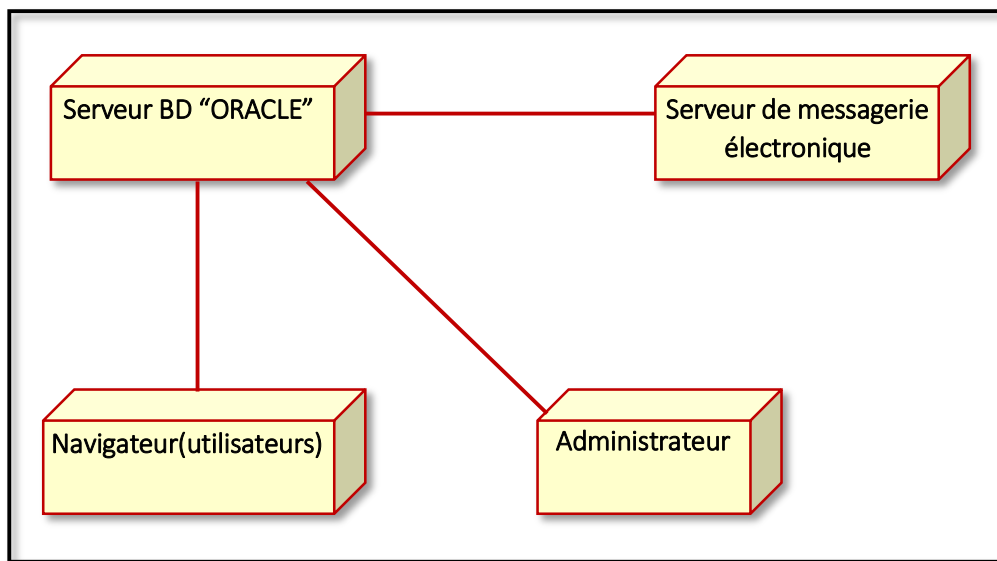 Serveur BD “ORACLE”
Serveur de messagerie
électronique
Navigateur(utilisateurs)
Administrateur